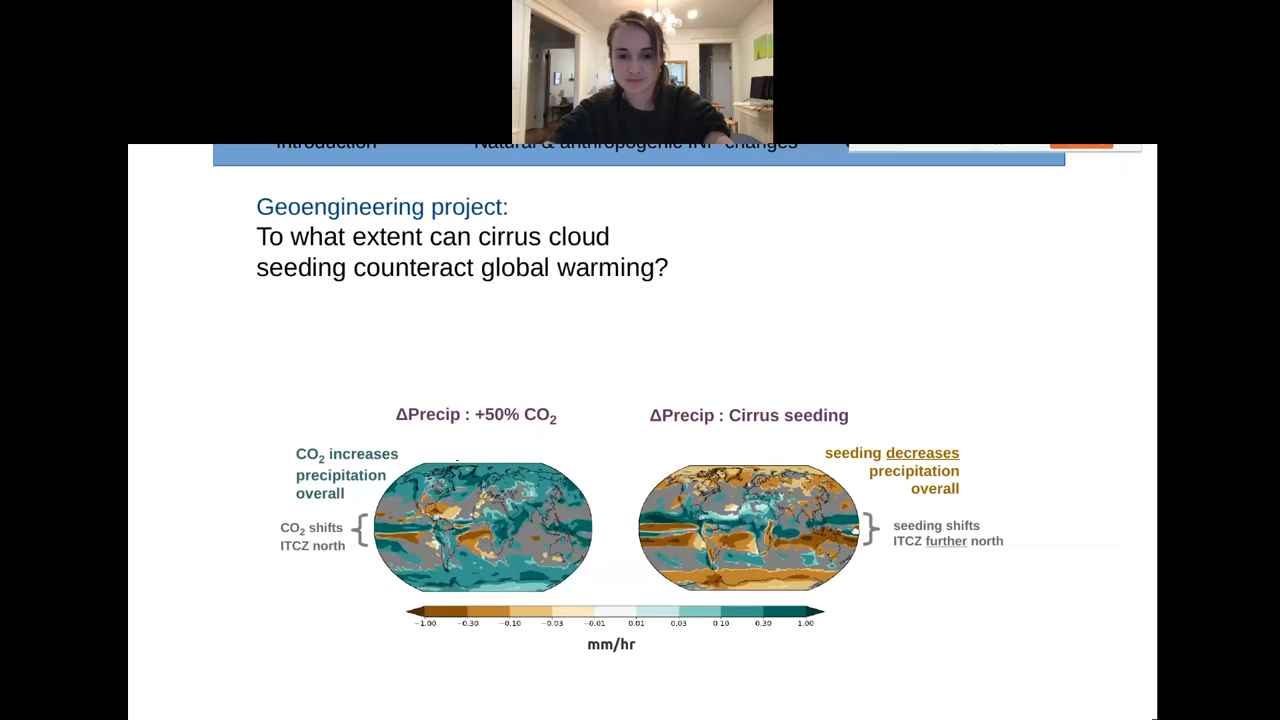 Introduction
Natural & anthropogenic INP changes
Geoengineering project:
To what extent can cirrus cloud
seeding counteract global warming?
ΔPrecip : +50% CO2
ΔPrecip : Cirrus seeding
CO2 increases
precipitation
overall
CO2 shifts
ITCZ north
seeding decreases
precipitation
overall
seeding shifts
ITCZ further north
−1.00 −0.30 −0.10 −0.03 −0.01 0.01 0.03 0.10 0.30 1.00
mm/hr